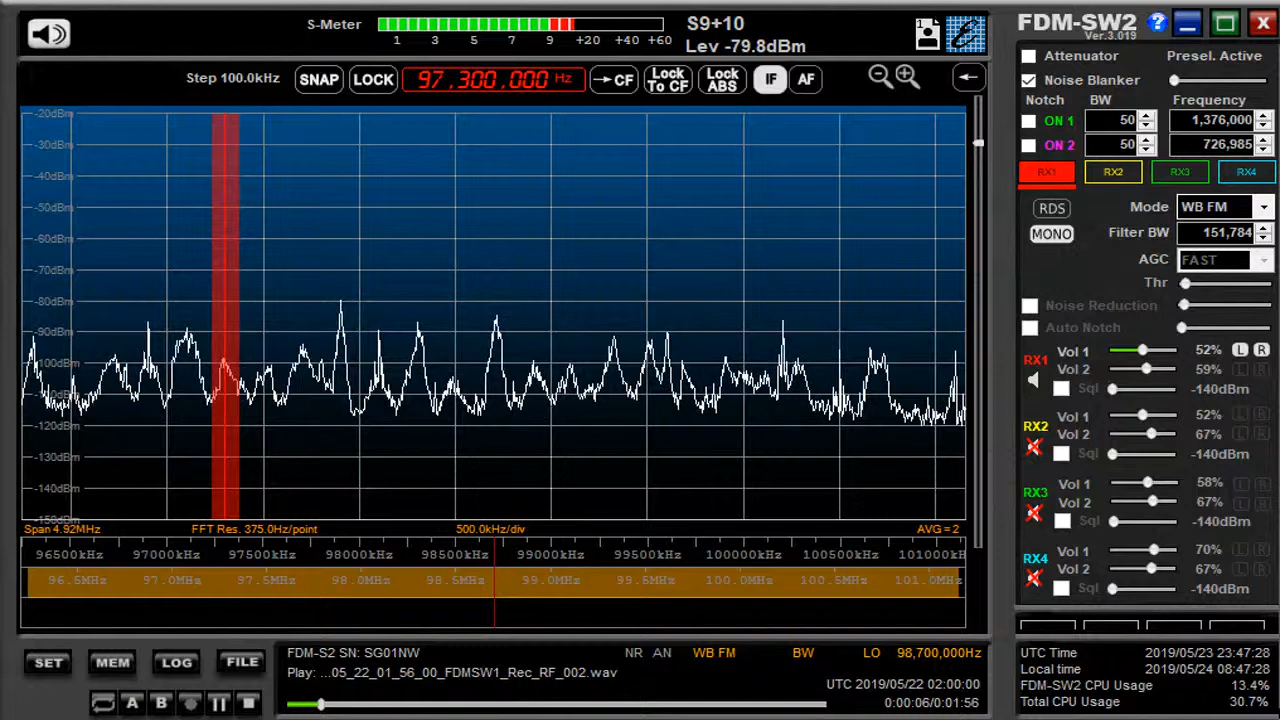 S-Meter
1 3 5 7 9 +20 +40 +60
S9+10
Lev -79.8dBm
FDM-SW2
?
Ver.3.019
Step 100.0kHz
SNAP
LOCK
97,300,000 Hz
→CF
Lock To CF
Lock ABS
IF
AF
-20dBm
-30dBm
-40dBm
-50dBm
-60dBm
-70dBm
-80dBm
-90dBm
-100dBm
-110dBm
-120dBm
-130dBm
-140dBm
-150dBm
Span 4.92MHz FFT Res. 375.0Hz/point 500.0kHz/div AVG = 2
96500kHz 97000kHz 97500kHz 98000kHz 98500kHz 99000kHz 99500kHz 100000kHz 100500kHz 101000kH
96.5MHz 97.0MHz 97.5MHz 98.0MHz 98.5MHz 99.0MHz 99.5MHz 100.0MHz 100.5MHz 101.0MHz
SET MEM LOG FILE
A B
FDM-S2 SN: SG01NW NR AN WB FM BW LO 98,700,000Hz
Play: ...05_22_01_56_00_FDMSW1_Rec_RF_002.wav
UTC 2019/05/22 02:00:00
0:00:06/0:01:56
Attenuator Presel. Active
Noise Blanker
Notch BW Frequency
ON 1 50 1,376,000
ON 2 50 726,985
RX1 RX2 RX3 RX4
RDS Mode WB FM
MONO Filter BW 151,784
AGC FAST
Thr
Noise Reduction
Auto Notch
RX1
Vol 1 52% L R
Vol 2 59% L R
Sql -140dBm
RX2
Vol 1 52% L R
Vol 2 67% L R
Sql -140dBm
RX3
Vol 1 58% L R
Vol 2 67% L R
Sql -140dBm
RX4
Vol 1 70% L R
Vol 2 67% L R
Sql -140dBm
UTC Time 2019/05/23 23:47:28
Local time 2019/05/24 08:47:28
FDM-SW2 CPU Usage 13.4%
Total CPU Usage 30.7%